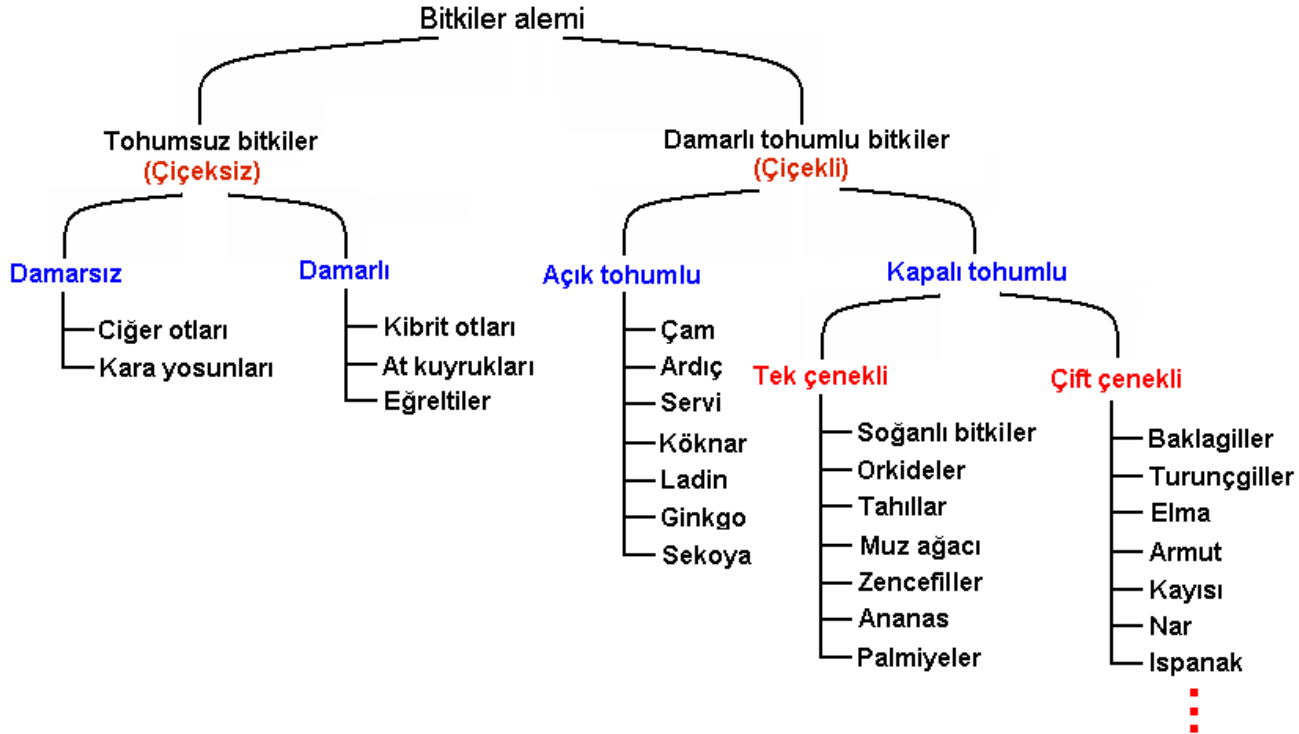 Bitkiler alemi
Tohumsuz bitkiler
(Çiçeksiz)
Damarsız
Ciğer otları
Kara yosunları
Damarlı
Kibrit otları
At kuyrukları
Eğreltiler
Damarlı tohumlu bitkiler
(Çiçekli)
Açık tohumlu
Çam
Ardıç
Servi
Köknar
Ladin
Ginkgo
Sekoya
Kapalı tohumlu
Tek çenekli
Soğanlı bitkiler
Orkideler
Tahıllar
Muz ağacı
Zencefiller
Ananas
Palmiyeler
Çift çenekli
Baklagiller
Turunçgiller
Elma
Armut
Kayısı
Nar
Ispanak